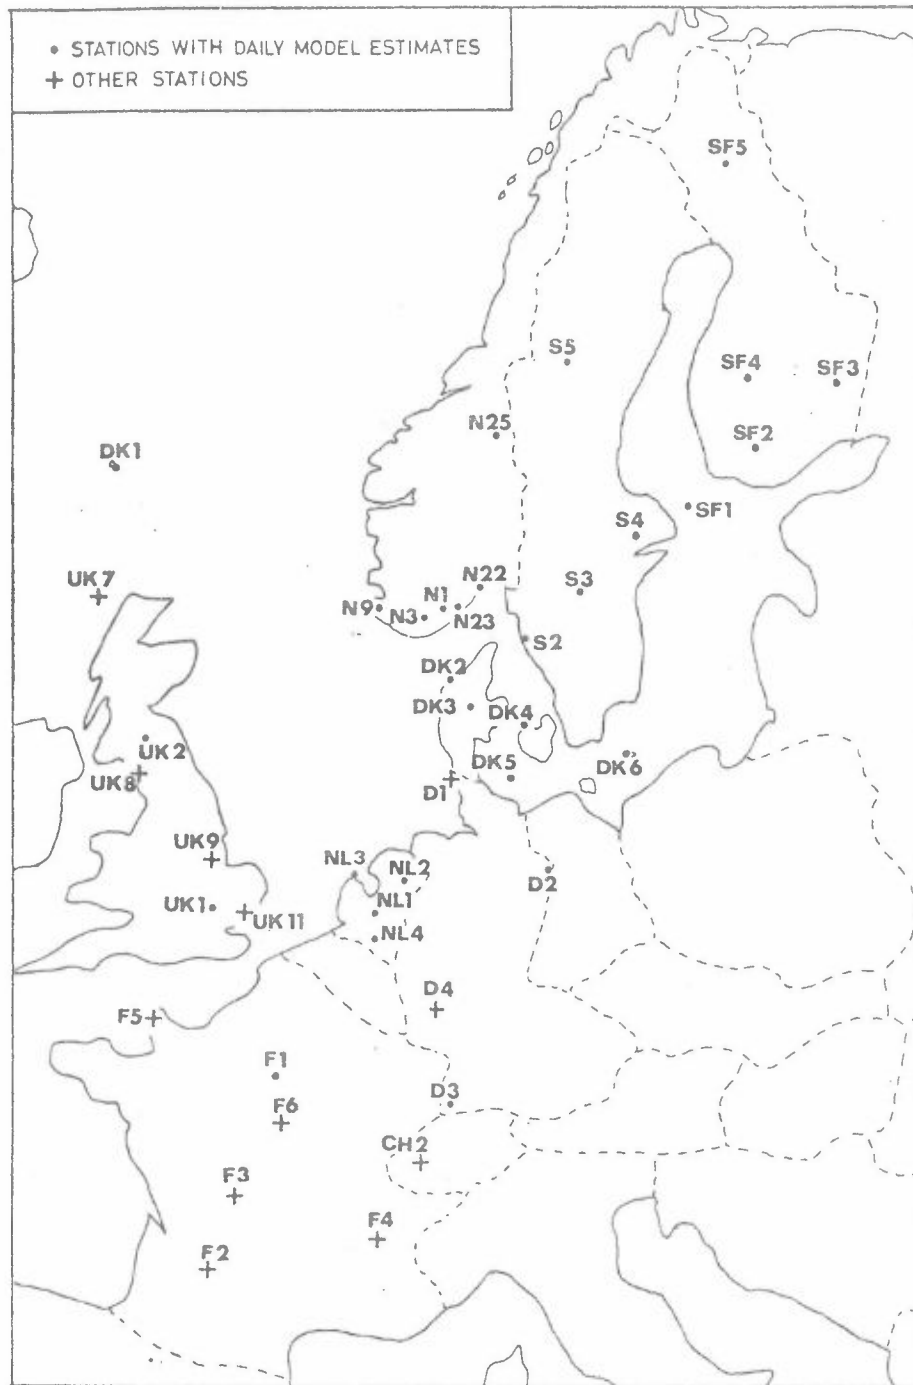 • STATIONS WITH DAILY MODEL ESTIMATES
+ OTHER STATIONS
SF5
S5
SF4
SF3
N25
SF2
DK1
SF1
S4
UK7
N22
S3
N9
N1
N3
N23
S2
DK2
DK3
DK4
UK2
DK6
DK5
UK8
D1
UK9
NL3
NL2
D2
UK1
NL1
UK11
NL4
D4
F5
F1
D3
F6
CH2
F3
F4
F2